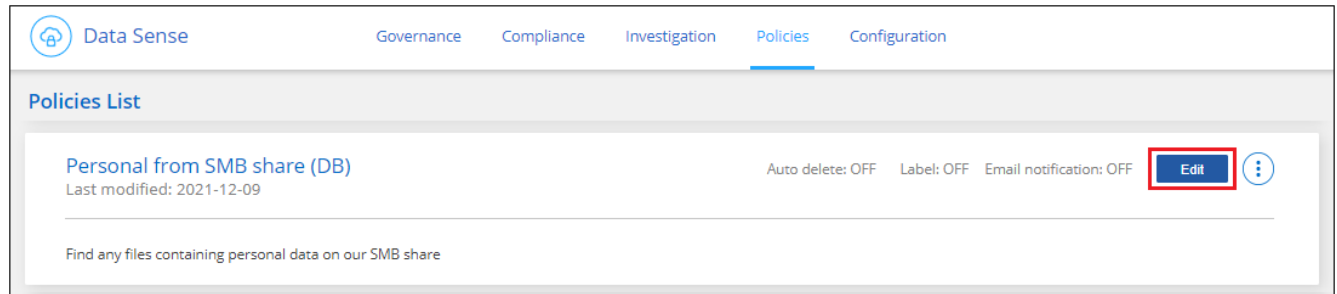 Data Sense Governance Compliance Investigation Policies Configuration
Policies List
Personal from SMB share (DB) Auto delete: OFF Label: OFF Email notification: OFF Edit
Last modified: 2021-12-09
Find any files containing personal data on our SMB share